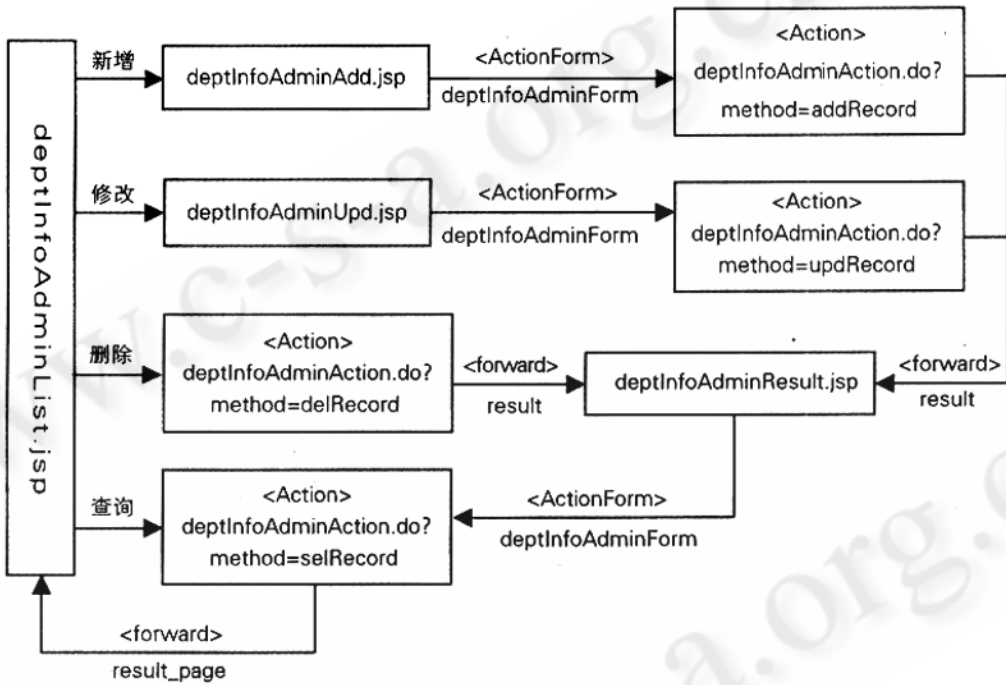 deptInfoAdminList.jsp
新增
deptInfoAdminAdd.jsp
<ActionForm>
deptInfoAdminForm
<Action>
deptInfoAdminAction.do?
method=addRecord
修改
deptInfoAdminUpd.jsp
<ActionForm>
deptInfoAdminForm
<Action>
deptInfoAdminAction.do?
method=updRecord
删除
<Action>
deptInfoAdminAction.do?
method=delRecord
<forward>
result
deptInfoAdminResult.jsp
<forward>
result
查询
<Action>
deptInfoAdminAction.do?
method=selRecord
<ActionForm>
deptInfoAdminForm
<forward>
result_page